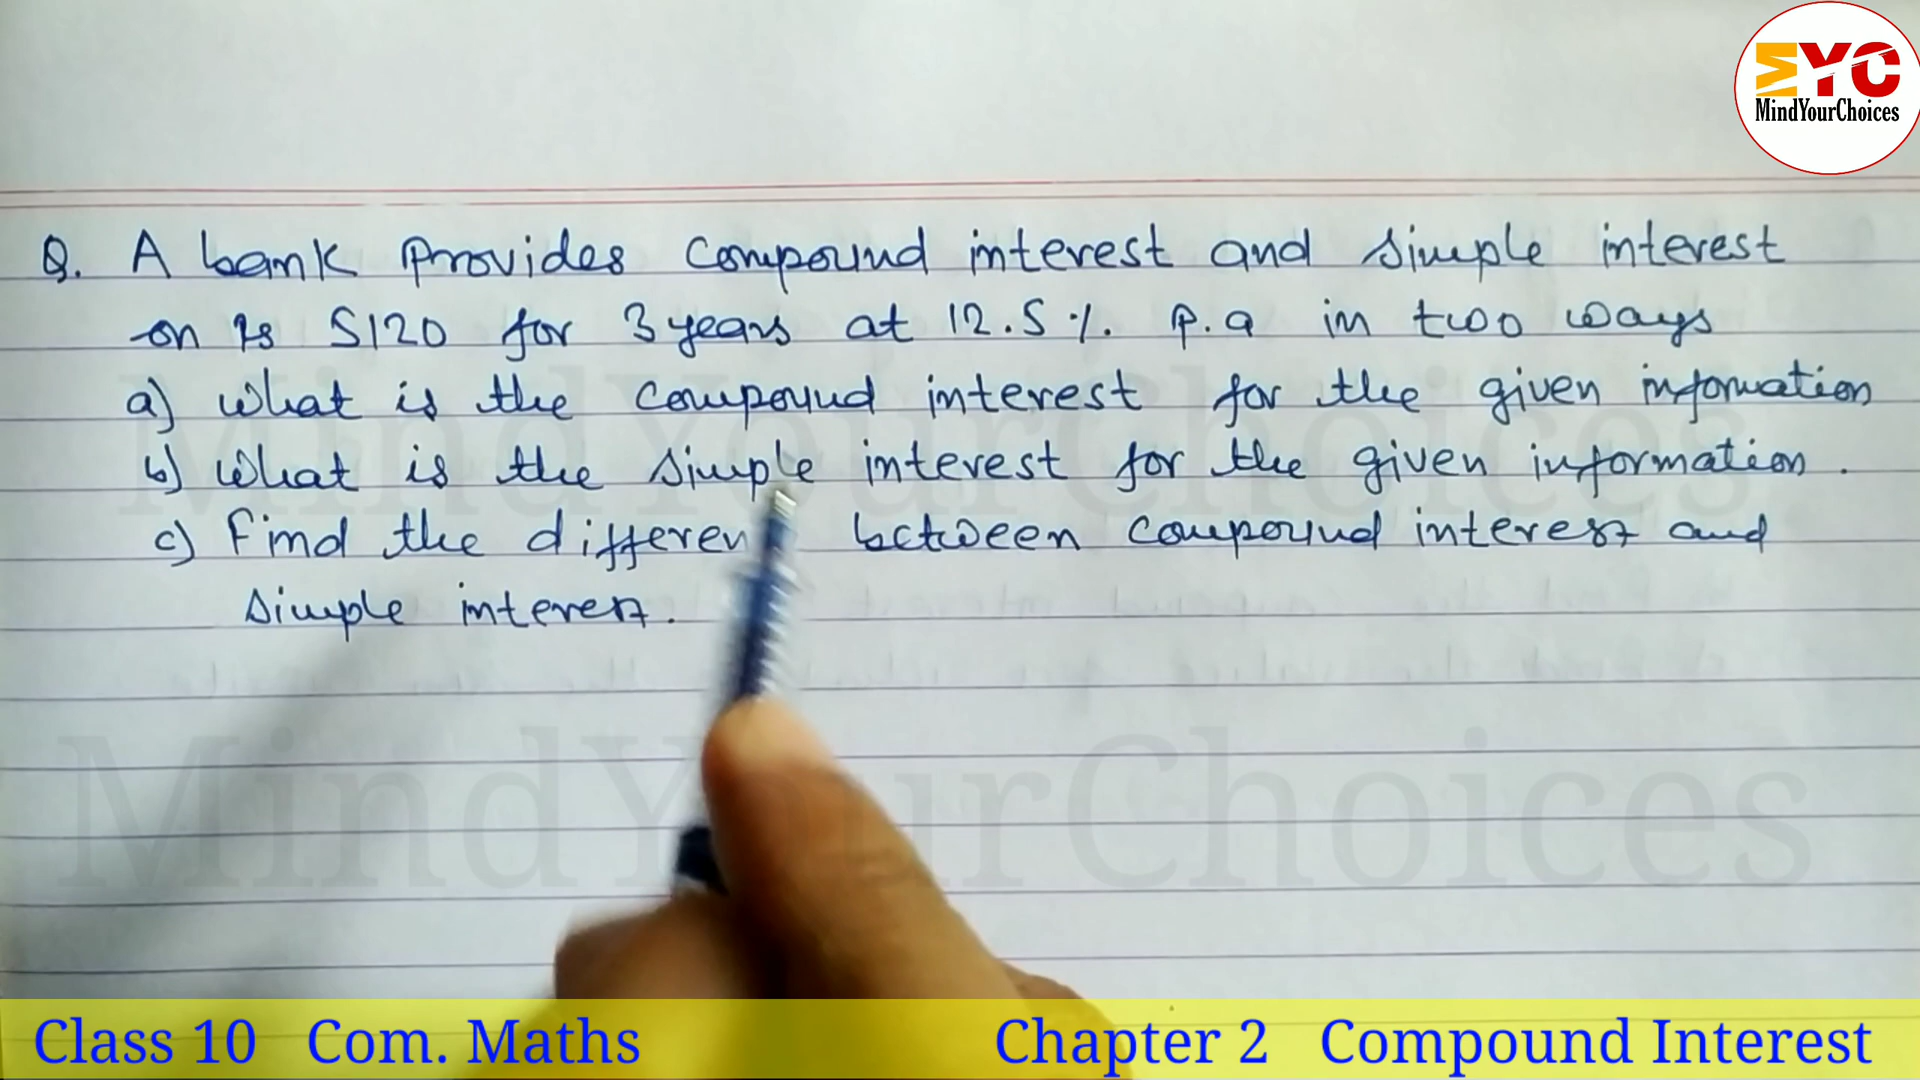 MYC
MindYourChoices
Q. A bank provides compound interest and simple interest
on Rs 5120 for 3 years at 12.5 %. P.a in two ways
a) What is the compound interest for the given information
b) What is the simple interest for the given information.
c) Find the differen between compound interest and
simple interest.
MindYourChoices
MindYourChoices
Class 10 Com. Maths Chapter 2 Compound Interest